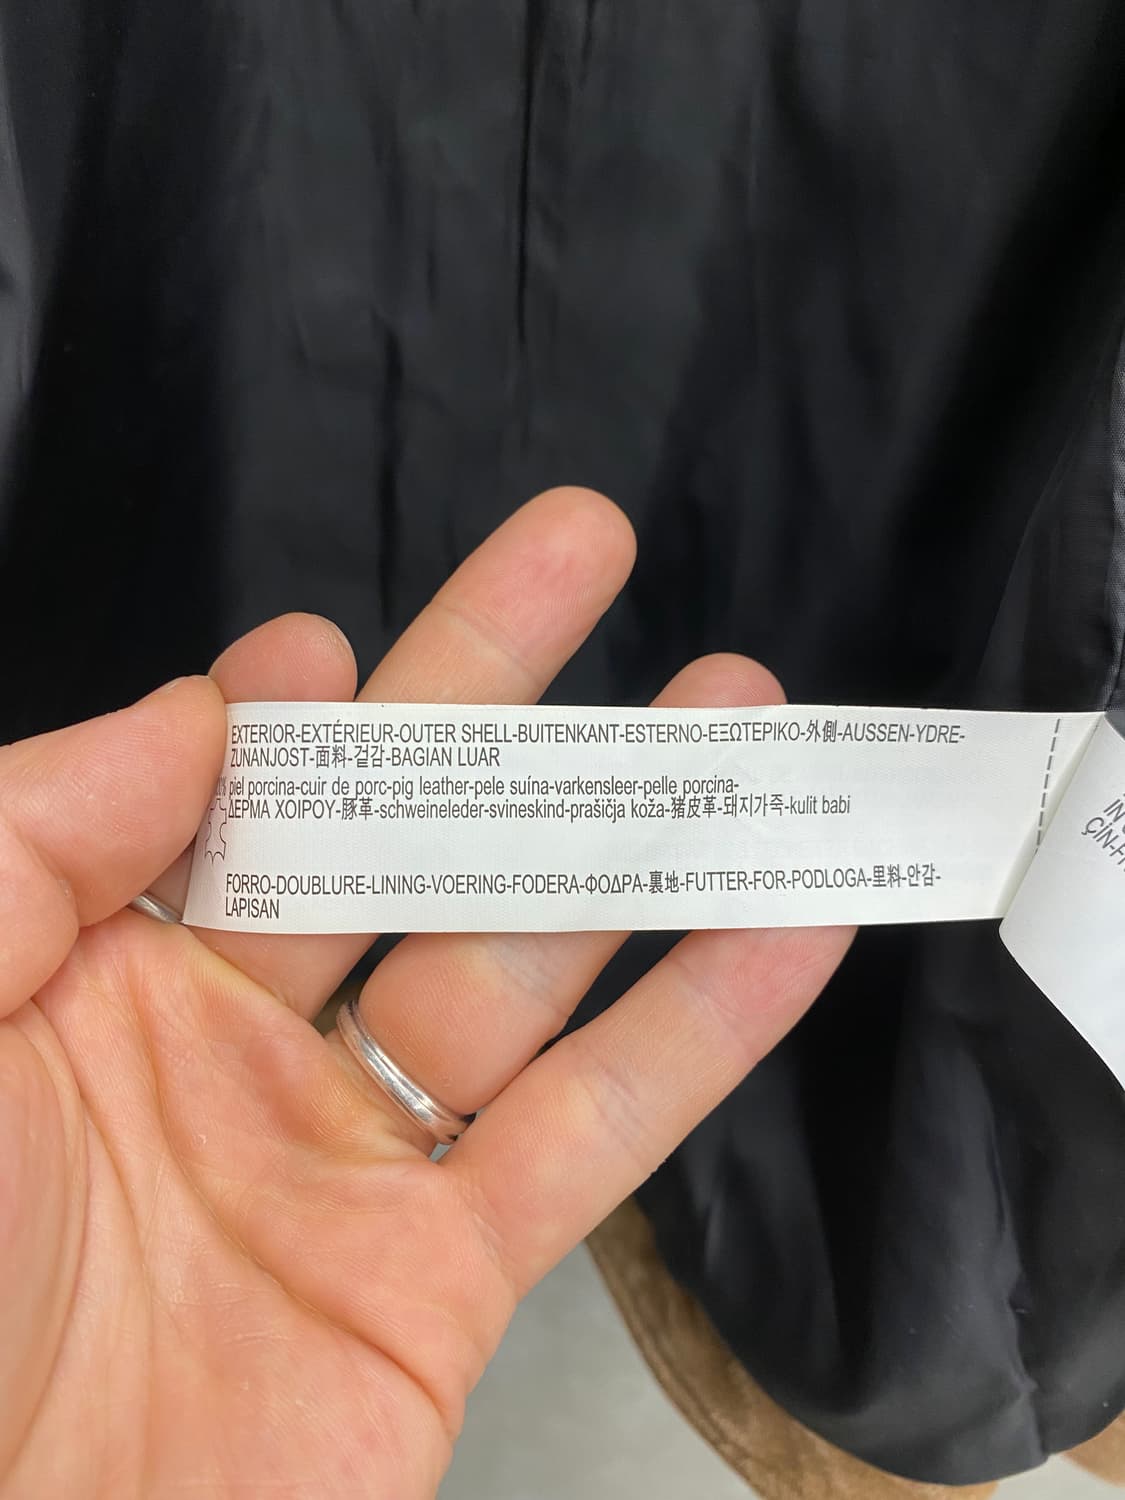 EXTERIOR-EXTÉRIEUR-OUTER SHELL-BUITENKANT-ESTERNO-ΕΞΩΤΕΡΙΚΟ-外側-AUSSEN-YDRE-
ZUNANJOST-面料-겉감-BAGIAN LUAR
piel porcina-cuir de porc-pig leather-pele suína-varkensleer-pelle porcina-
ΔΕΡΜΑ ΧΟΙΡΟΥ-豚革-schweineleder-svineskind-prašičja koža-猪皮革-돼지가죽-kulit babi
FORRO-DOUBLURE-LINING-VOERING-FODERA-ΦΟΔΡΑ-裏地-FUTTER-FOR-PODLOGA-里料-안감-
LAPISAN